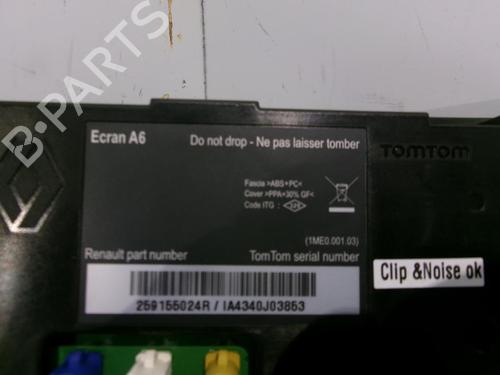 Ecran A6
Do not drop - Ne pas laisser tomber
TOMTOM
Fascia >ABS+PC<
Cover >PPA+30% GF<
Code ITG :
(1ME0.001.03)
Renault part number
TomTom serial number
259155024R / IA4340J03853
Clip &Noise ok
B-PARTS